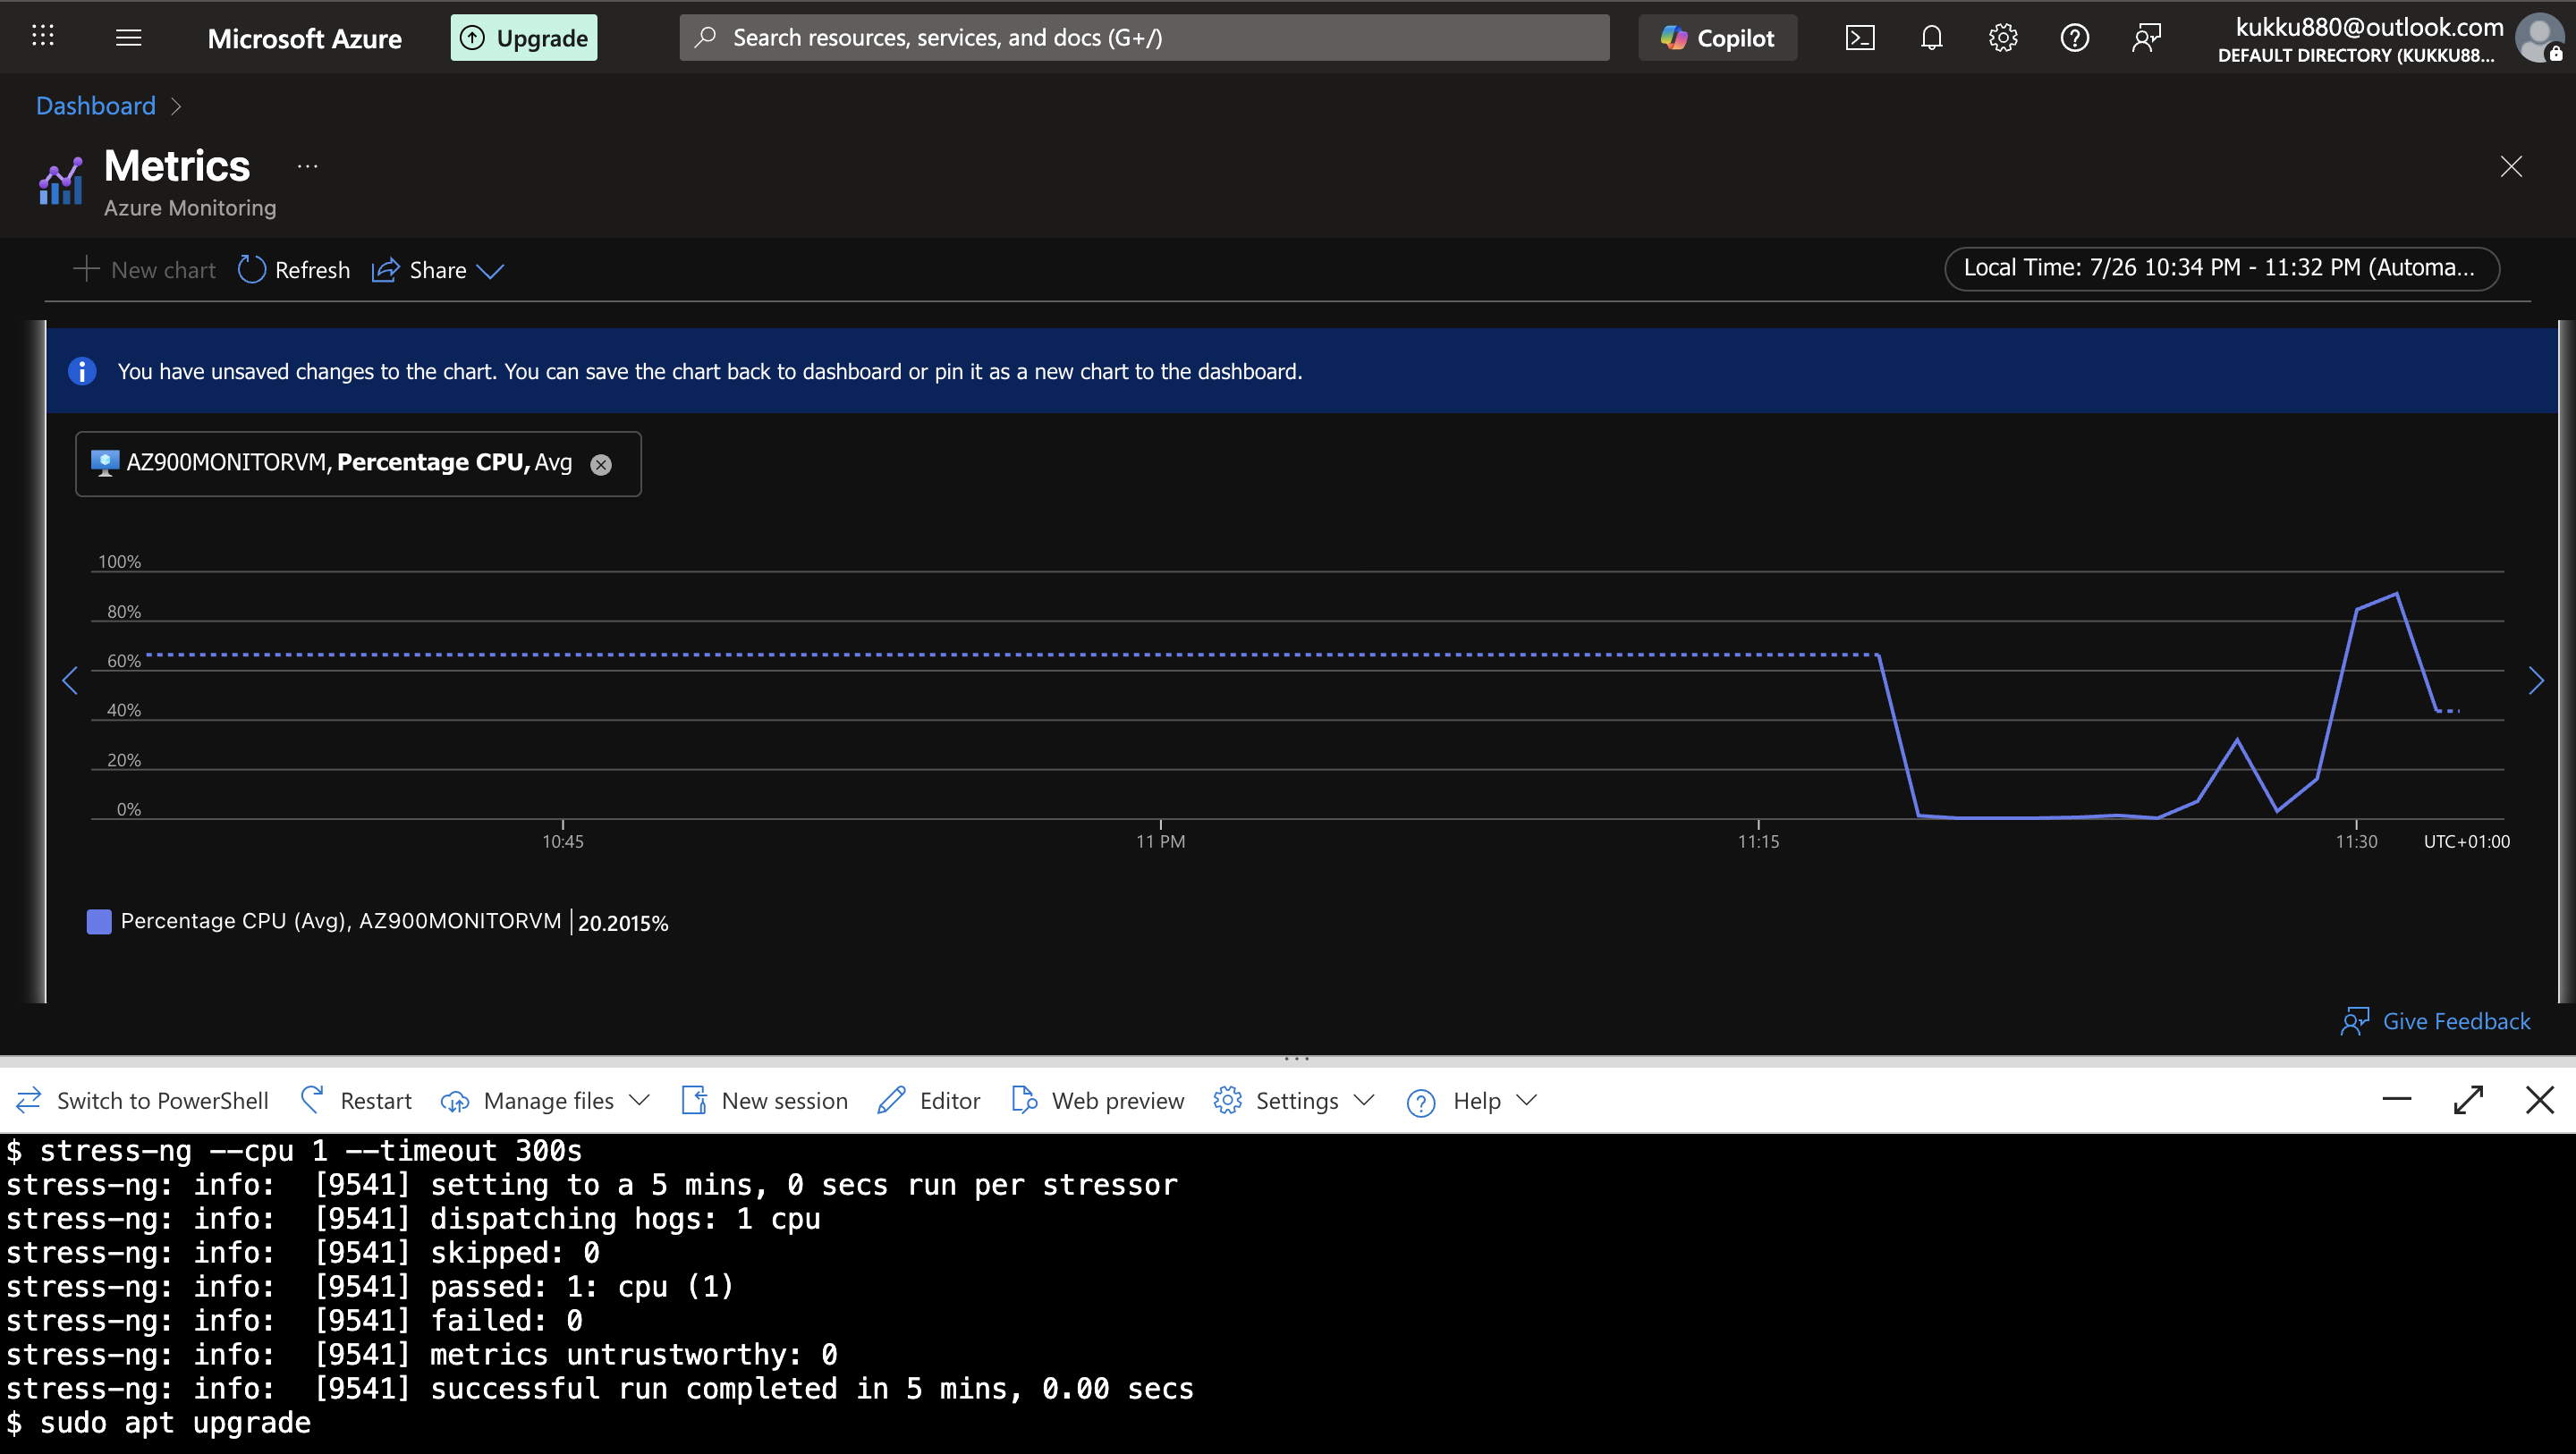 Microsoft Azure
Upgrade
Search resources, services, and docs (G+/)
Copilot
kukku880@outlook.com
DEFAULT DIRECTORY (KUKKU88...
Dashboard
Metrics
...
Azure Monitoring
New chart
Refresh
Share
Local Time: 7/26 10:34 PM - 11:32 PM (Automa...
You have unsaved changes to the chart. You can save the chart back to dashboard or pin it as a new chart to the dashboard.
AZ900MONITORVM, Percentage CPU, Avg
100%
80%
60%
40%
20%
0%
10:45
11 PM
11:15
11:30
UTC+01:00
Percentage CPU (Avg), AZ900MONITORVM | 20.2015%
Give Feedback
Switch to PowerShell
Restart
Manage files
New session
Editor
Web preview
Settings
Help
$ stress-ng --cpu 1 --timeout 300s
stress-ng: info:  [9541] setting to a 5 mins, 0 secs run per stressor
stress-ng: info:  [9541] dispatching hogs: 1 cpu
stress-ng: info:  [9541] skipped: 0
stress-ng: info:  [9541] passed: 1: cpu (1)
stress-ng: info:  [9541] failed: 0
stress-ng: info:  [9541] metrics untrustworthy: 0
stress-ng: info:  [9541] successful run completed in 5 mins, 0.00 secs
$ sudo apt upgrade